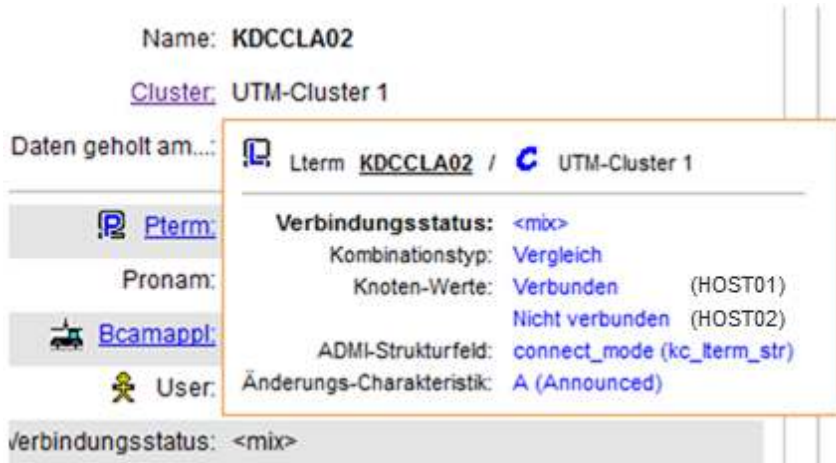 Name: KDCCLA02
Cluster: UTM-Cluster 1
Daten geholt am...:
L Lterm KDCCLA02 / C UTM-Cluster 1
Verbindungsstatus: <mix>
Kombinationstyp: Vergleich
Knoten-Werte: Verbunden (HOST01)
Nicht verbunden (HOST02)
ADMI-Strukturfeld: connect_mode (kc_lterm_str)
Änderungs-Charakteristik: A (Announced)
P Pterm:
Pronam:
Bcamappl:
User:
Verbindungsstatus: <mix>